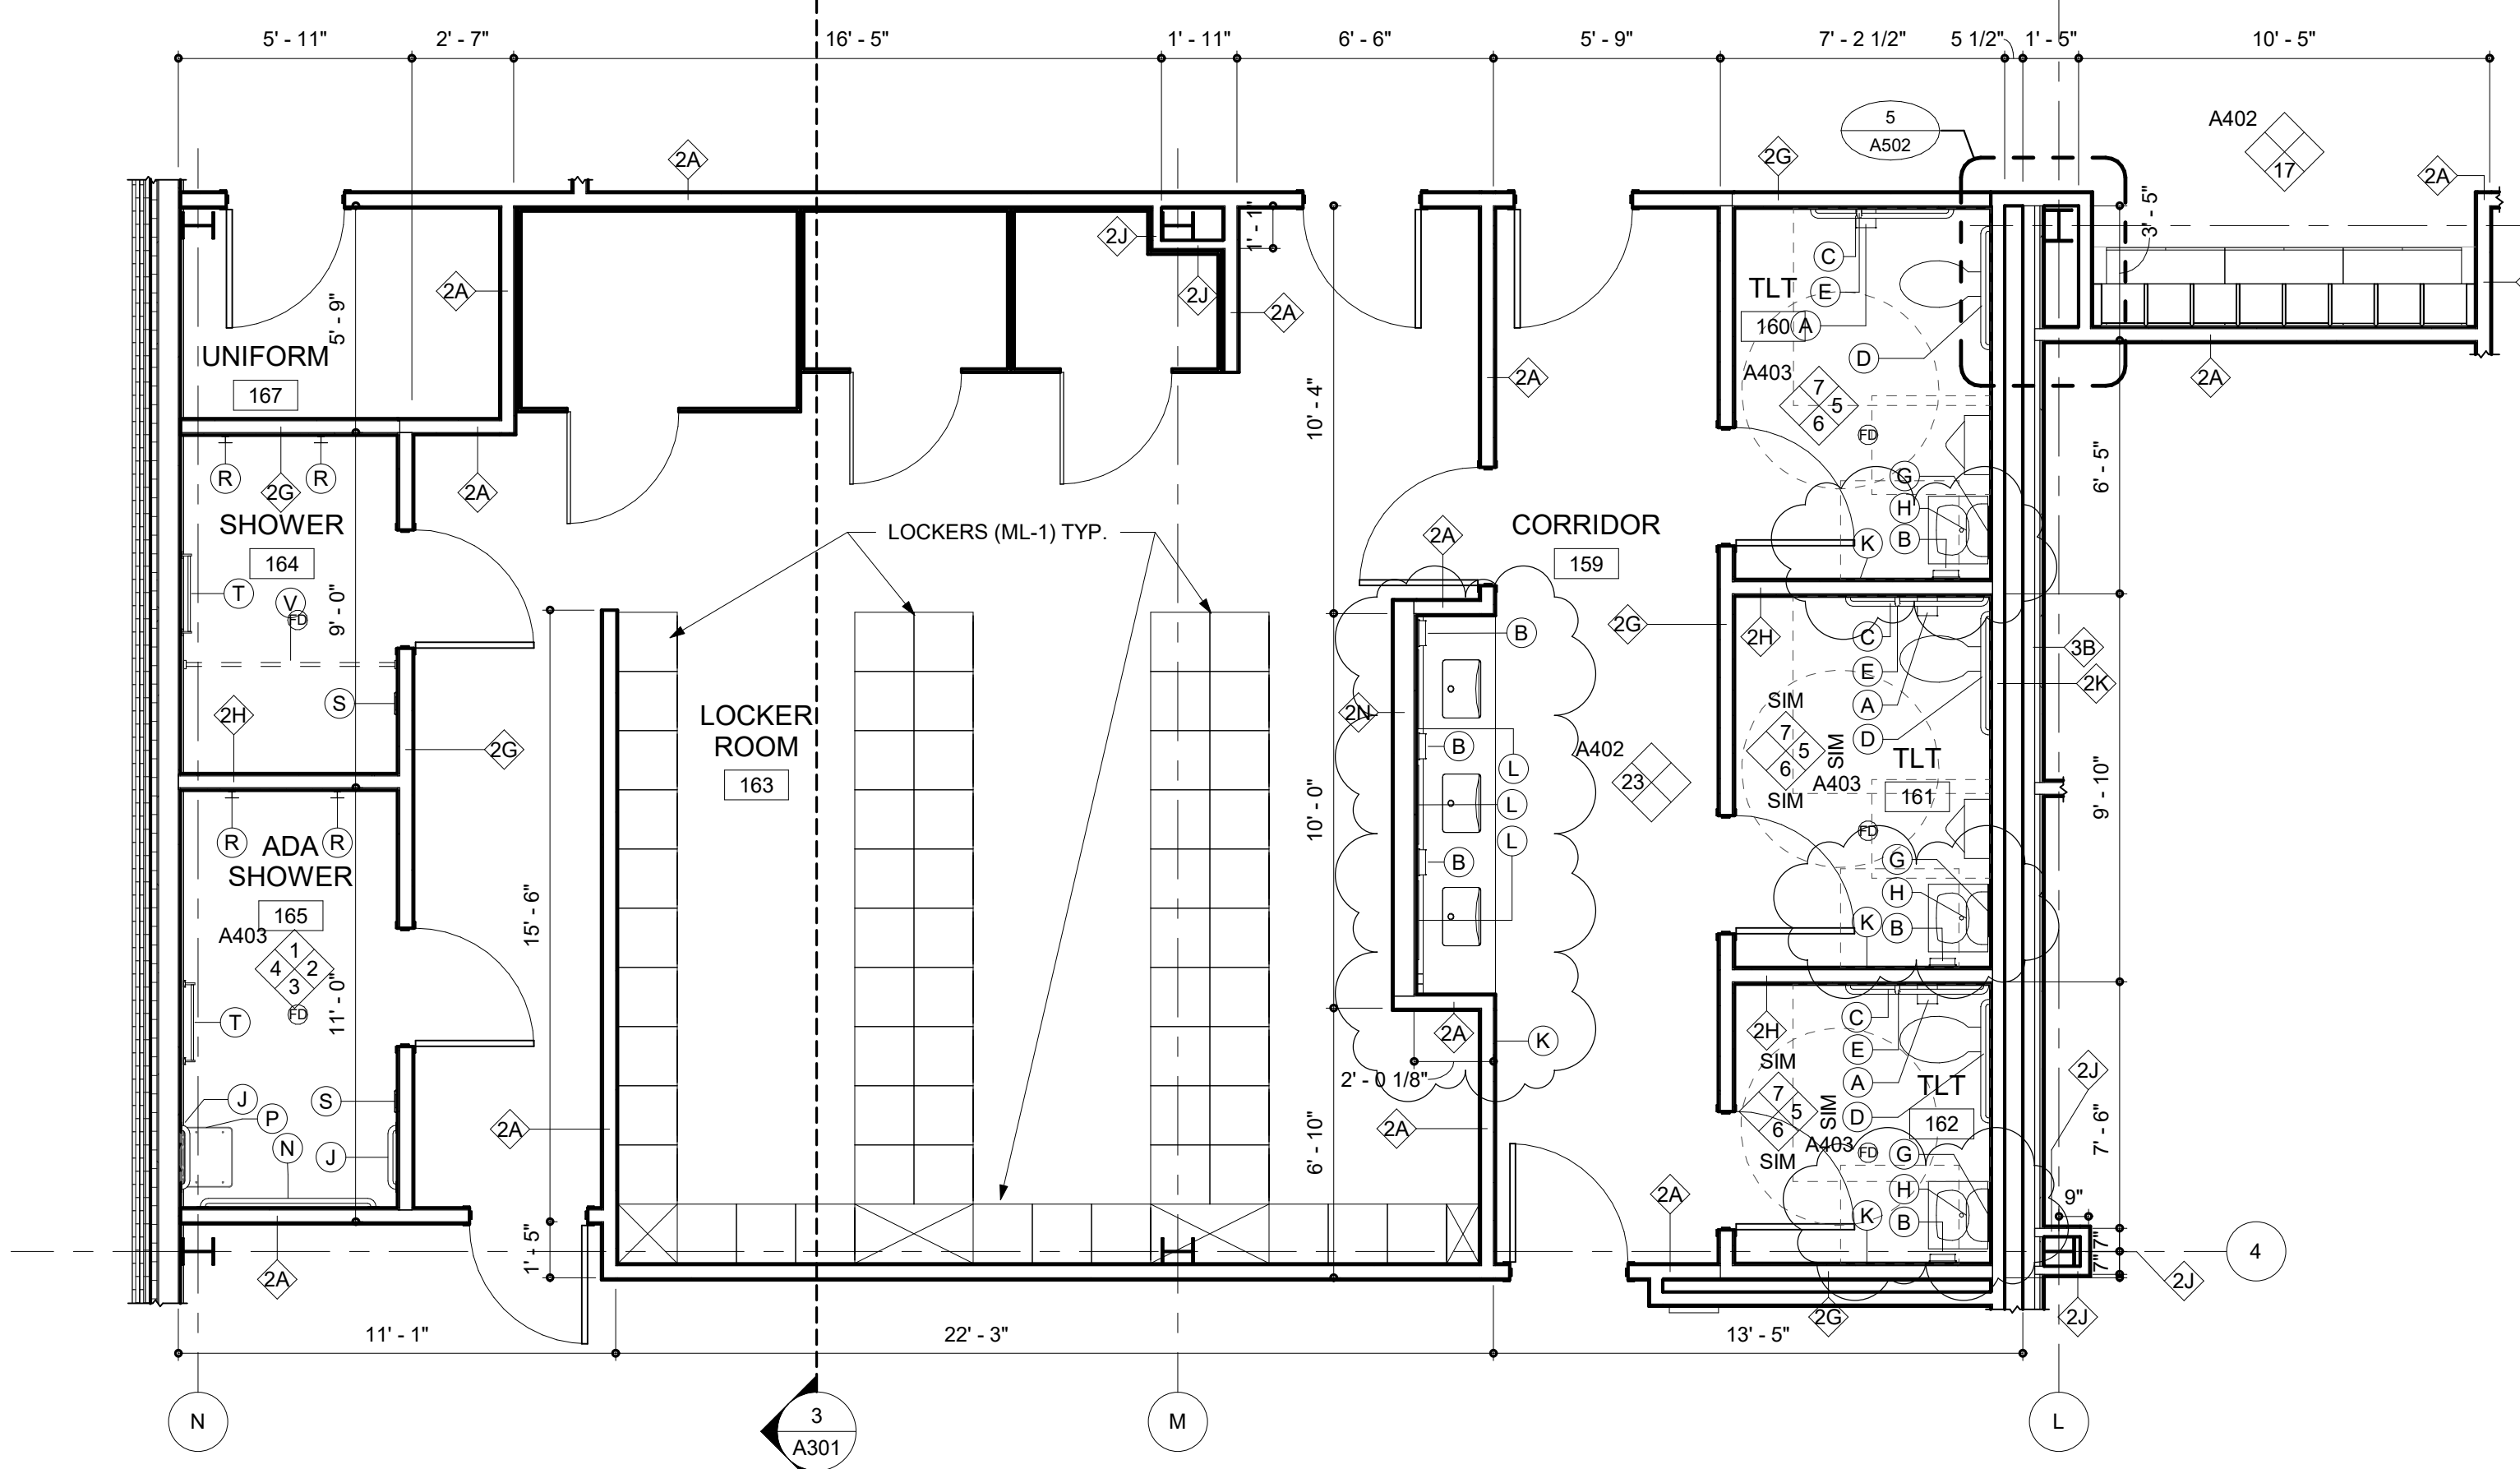 5' - 11"
2' - 7"
16' - 5"
1' - 11"
6' - 6"
5' - 9"
7' - 2 1/2"
5 1/2"
1' - 5"
10' - 5"
5
A502
A402
17
2A
2G
2A
3' - 5"
2J
1' - 1"
C
2A
2J
2A
TLT
E
160
A
5' - 9"
UNIFORM
167
D
A403
7
5
6
2A
2A
10' - 4"
FD
R
R
2G
2A
G
6' - 5"
SHOWER
164
LOCKERS (ML-1) TYP.
CORRIDOR
159
2A
H
B
K
T
V
FD
9' - 0"
B
2G
2H
C
3B
E
2K
S
2H
LOCKER
ROOM
163
2N
SIM
A
D
7
5
6
SIM
SIM
A403
TLT
161
2G
B
L
L
L
A402
23
9' - 10"
10' - 0"
R
R
ADA
SHOWER
165
FD
B
G
H
K
B
15' - 6"
A403
1
4
2
3
FD
11' - 0"
T
2A
K
C
2H
E
SIM
2' - 0 1/8"
2J
A
TLT
162
J
S
P
7
5
6
SIM
D
A403
SIM
FD
N
J
2A
2A
6' - 10"
G
7' - 6"
2A
H
9"
K
B
1' - 5"
7"
7"
4
2A
2J
2G
2J
11' - 1"
22' - 3"
13' - 5"
N
3
A301
M
L